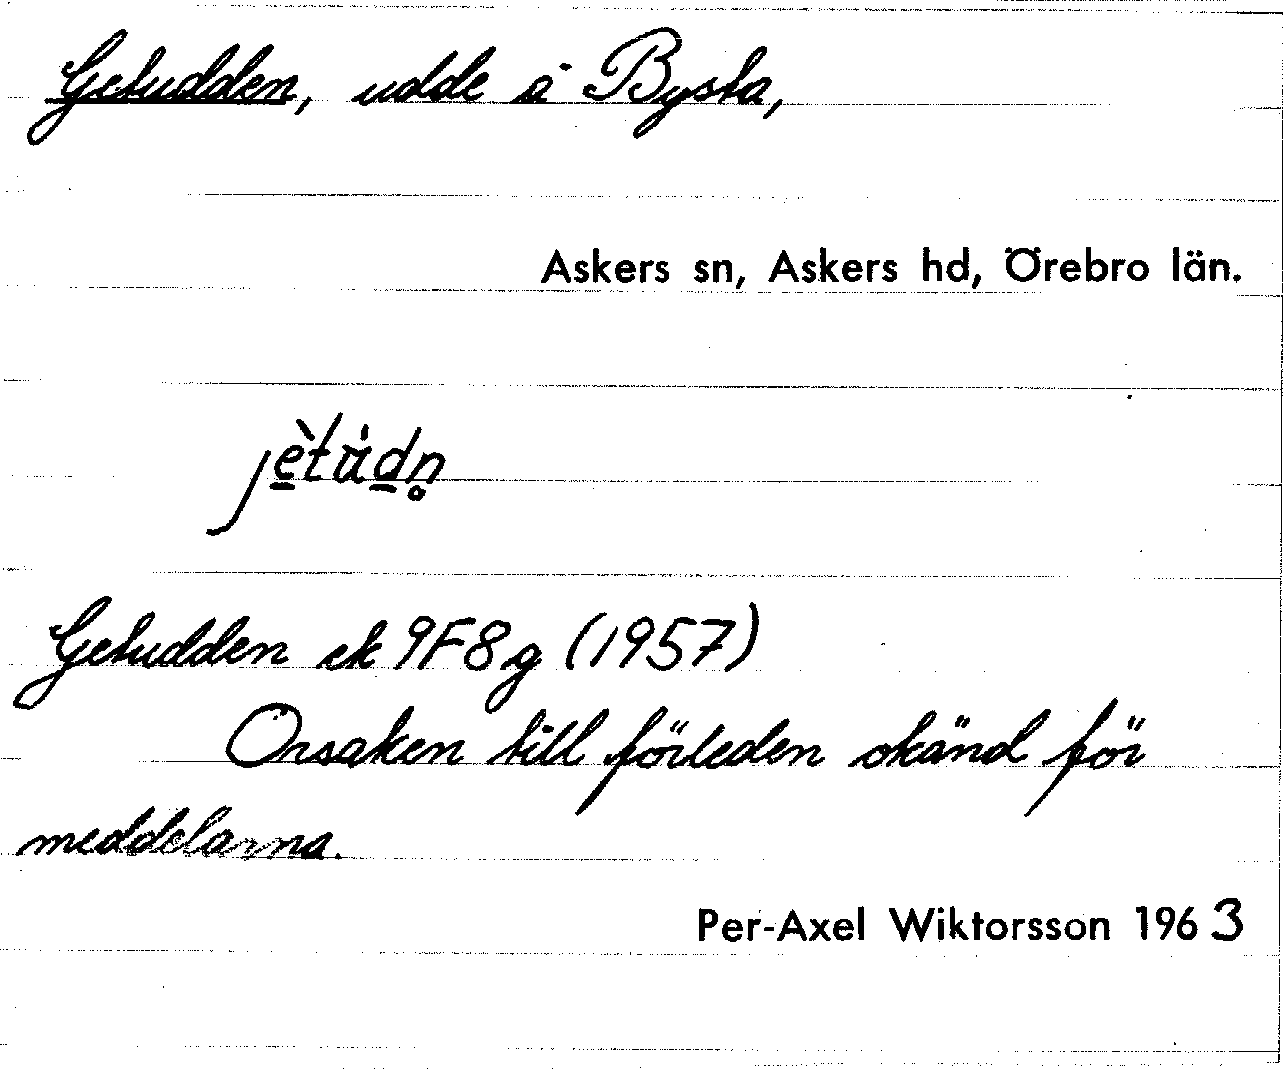 Getudden, udde å Bysta,
Askers sn, Askers hd, Örebro län.
jètúdn̥
Getudden ek 9F8g (1957)
Orsaken till förleden okänd för
meddelarna.
Per-Axel Wiktorsson 1963